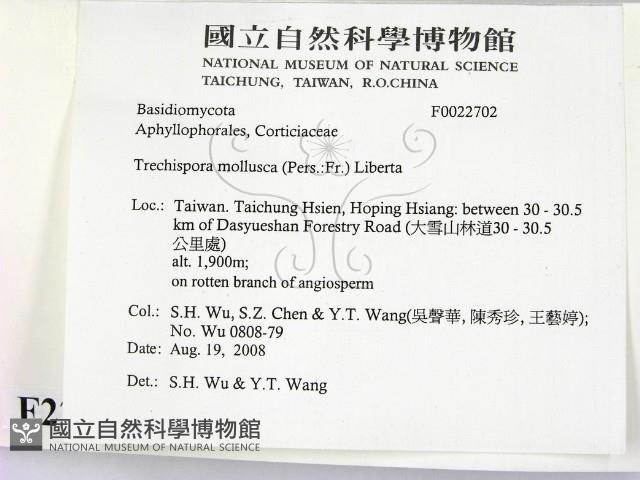 國立自然科學博物館
NATIONAL MUSEUM OF NATURAL SCIENCE
TAICHUNG, TAIWAN, R.O.CHINA
Basidiomycota F0022702
Aphyllophorales, Corticiaceae
Trechispora mollusca (Pers.:Fr.) Liberta
Loc.: Taiwan. Taichung Hsien, Hoping Hsiang: between 30 - 30.5
km of Dasyueshan Forestry Road (大雪山林道30 - 30.5
公里處)
alt. 1,900m;
on rotten branch of angiosperm
Col.: S.H. Wu, S.Z. Chen & Y.T. Wang(吳聲華, 陳秀珍, 王藝婷);
No. Wu 0808-79
Date: Aug. 19, 2008
Det.: S.H. Wu & Y.T. Wang
國立自然科學博物館
NATIONAL MUSEUM OF NATURAL SCIENCE